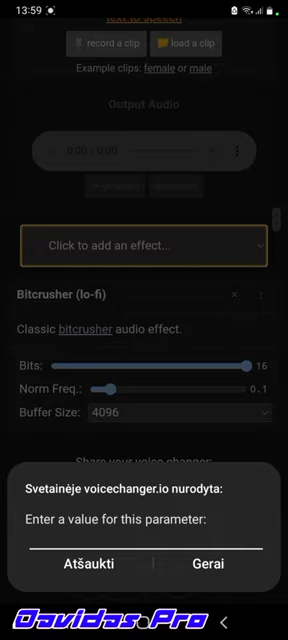 13:59
text to speech
record a clip
load a clip
Example clips: female or male
Output Audio
0:00 / 0:00
Click to add an effect...
Bitcrusher (lo-fi)
Classic bitcrusher audio effect.
Bits: 16
Norm Freq.: 0.1
Buffer Size: 4096
Share your voice changer:
Svetainėje voicechanger.io nurodyta:
Enter a value for this parameter:
Atšaukti
Gerai
Davidas Pro